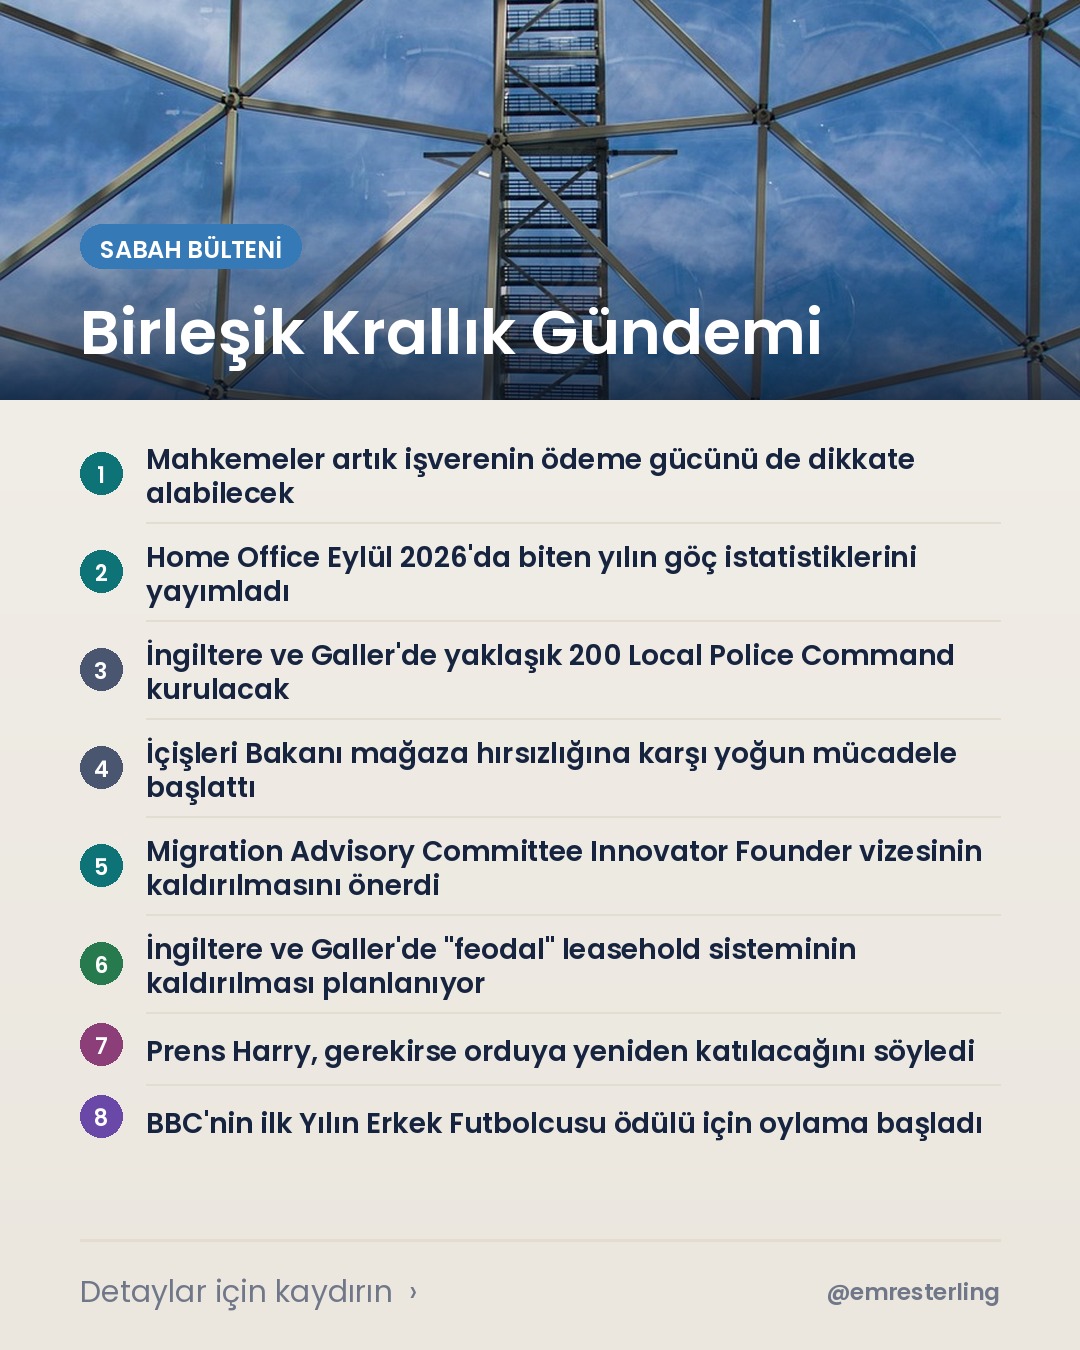 SABAH BÜLTENİ
Birleşik Krallık Gündemi
1 Mahkemeler artık işverenin ödeme gücünü de dikkate
alabilecek
2 Home Office Eylül 2026'da biten yılın göç istatistiklerini
yayımladı
3 İngiltere ve Galler'de yaklaşık 200 Local Police Command
kurulacak
4 İçişleri Bakanı mağaza hırsızlığına karşı yoğun mücadele
başlattı
5 Migration Advisory Committee Innovator Founder vizesinin
kaldırılmasını önerdi
6 İngiltere ve Galler'de "feodal" leasehold sisteminin
kaldırılması planlanıyor
7 Prens Harry, gerekirse orduya yeniden katılacağını söyledi
8 BBC'nin ilk Yılın Erkek Futbolcusu ödülü için oylama başladı
Detaylar için kaydırın ›
@emresterling